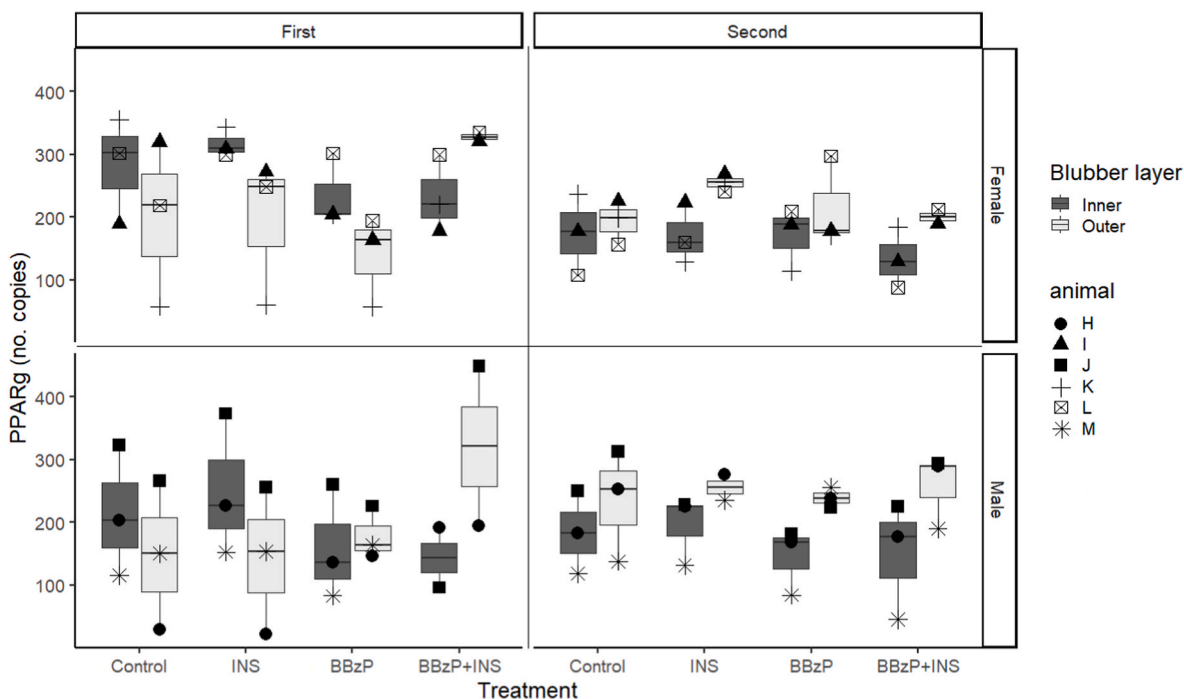 First
Second
400
300
200
100
Female
400
300
200
100
Male
PPARg (no. copies)
Control
INS
BBzP
BBzP+INS
Control
INS
BBzP
BBzP+INS
Treatment
Blubber layer
Inner
Outer
animal
H
I
J
K
L
M